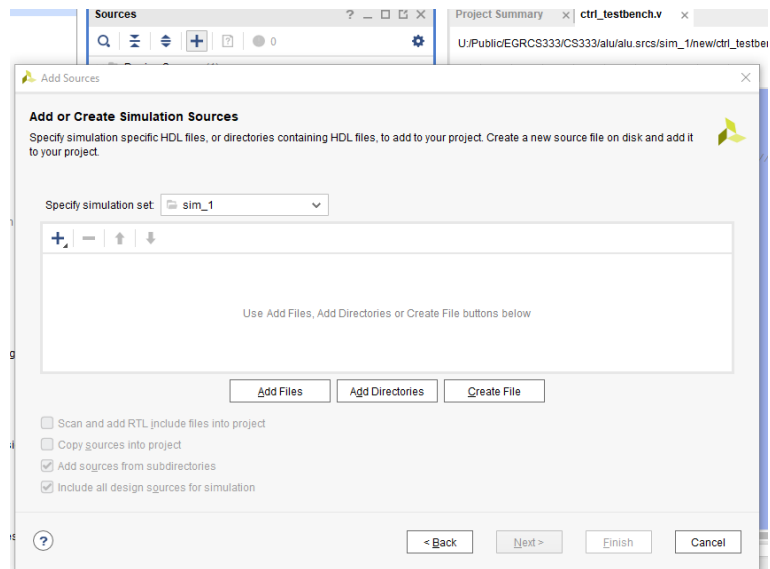 Sources ? Project Summary × ctrl_testbench.v ×
0
U:/Public/EGRCS333/CS333/alu/alu.srcs/sim_1/new/ctrl_testben
Add Sources
Add or Create Simulation Sources
Specify simulation specific HDL files, or directories containing HDL files, to add to your project. Create a new source file on disk and add it
to your project.
Specify simulation set: sim_1
Use Add Files, Add Directories or Create File buttons below
Add Files Add Directories Create File
Scan and add RTL include files into project
Copy sources into project
Add sources from subdirectories
Include all design sources for simulation
? < Back Next > Finish Cancel